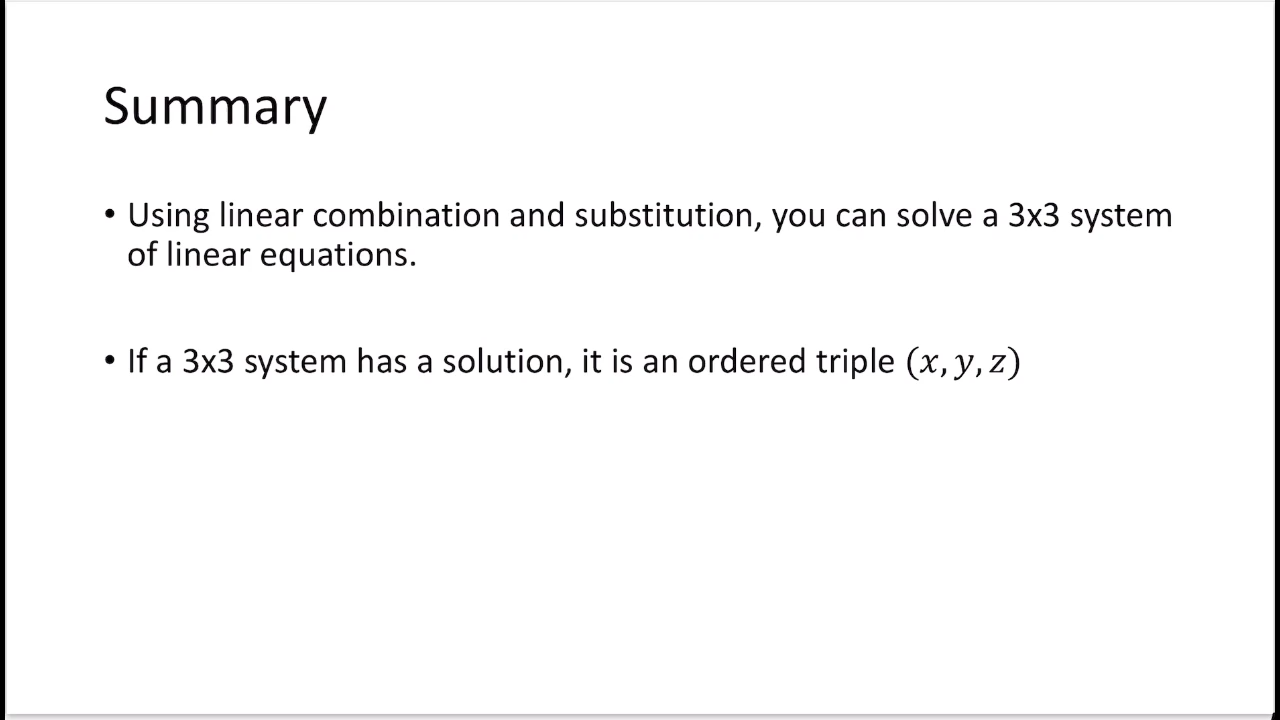 Summary
• Using linear combination and substitution, you can solve a 3x3 system
of linear equations.
• If a 3x3 system has a solution, it is an ordered triple (x, y, z)